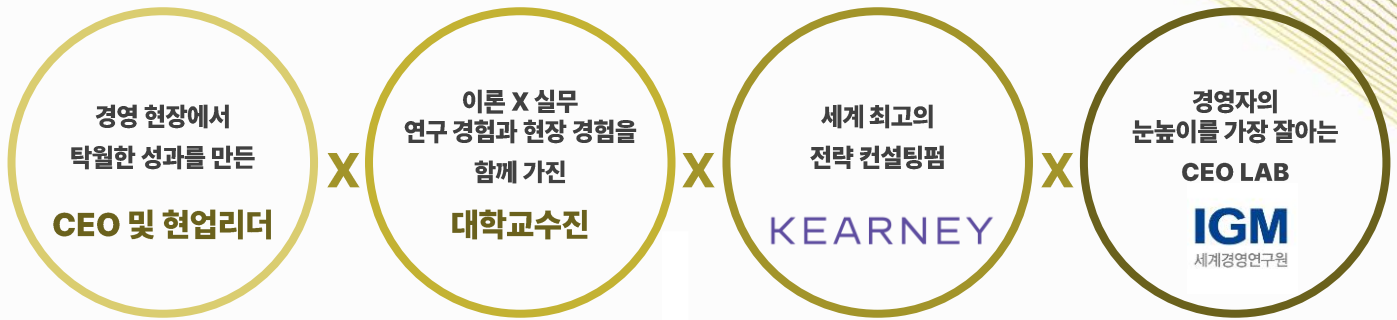 경영 현장에서
탁월한 성과를 만든
CEO 및 현업리더
X
이론 X 실무
연구 경험과 현장 경험을
함께 가진
대학교수진
X
세계 최고의
전략 컨설팅펌
KEARNEY
X
경영자의
눈높이를 가장 잘아는
CEO LAB
IGM
세계경영연구원